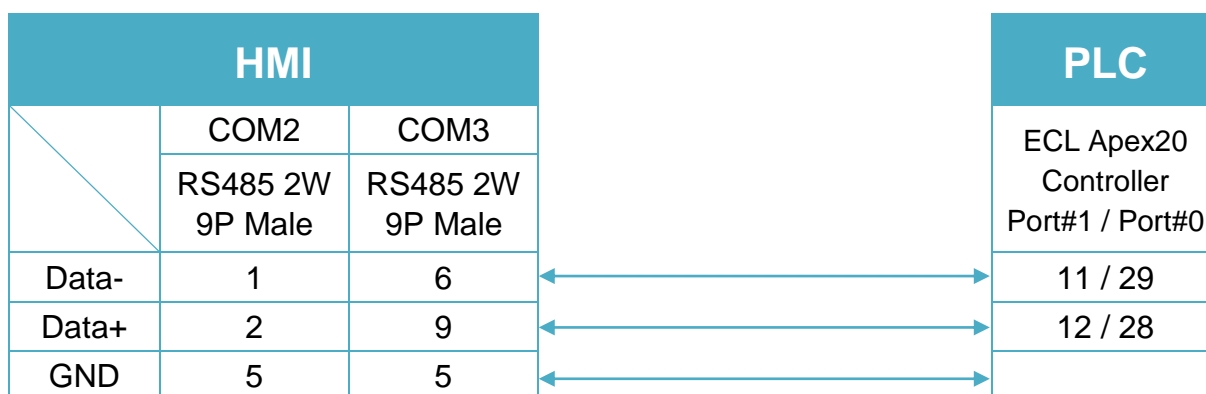 HMI PLC
COM2 COM3
ECL Apex20
Controller
Port#1 / Port#0
RS485 2W RS485 2W
9P Male 9P Male
Data- 1 6 11 / 29
Data+ 2 9 12 / 28
GND 5 5